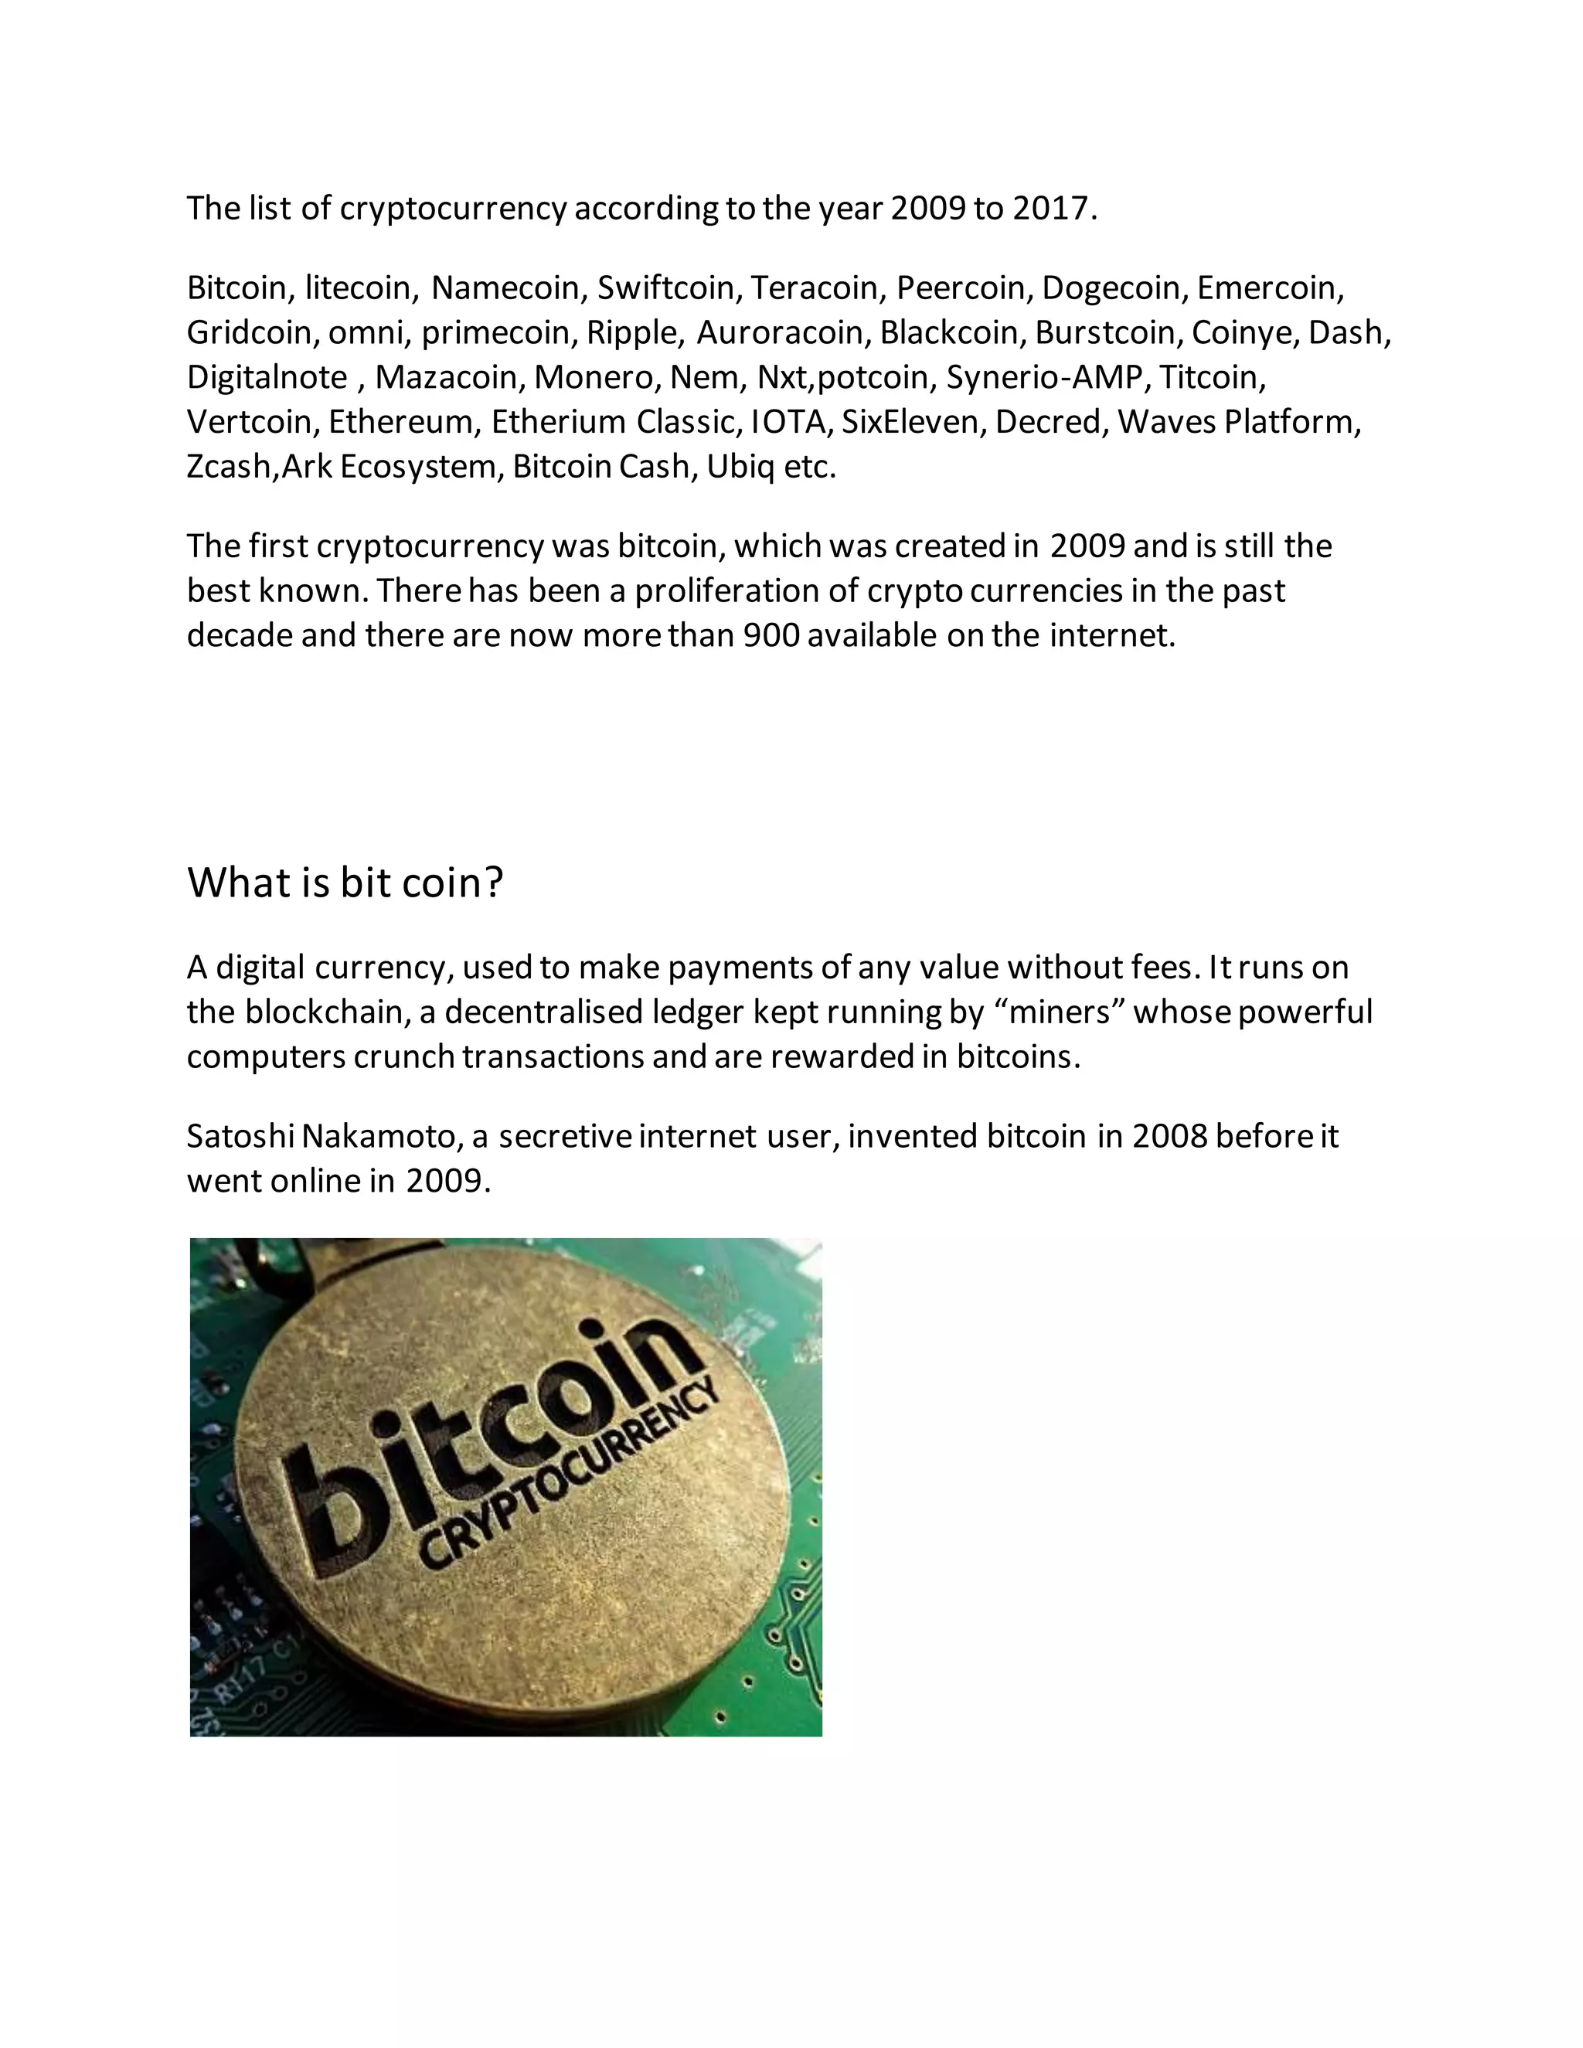 The list of cryptocurrency according to the year 2009 to 2017.
Bitcoin, litecoin, Namecoin, Swiftcoin, Teracoin, Peercoin, Dogecoin, Emercoin,
Gridcoin, omni, primecoin, Ripple, Auroracoin, Blackcoin, Burstcoin, Coinye, Dash,
Digitalnote , Mazacoin, Monero, Nem, Nxt,potcoin, Synerio-AMP, Titcoin,
Vertcoin, Ethereum, Etherium Classic, IOTA, SixEleven, Decred, Waves Platform,
Zcash,Ark Ecosystem, Bitcoin Cash, Ubiq etc.
The first cryptocurrency was bitcoin, which was created in 2009 and is still the
best known. There has been a proliferation of crypto currencies in the past
decade and there are now more than 900 available on the internet.
What is bit coin?
A digital currency, used to make payments of any value without fees. It runs on
the blockchain, a decentralised ledger kept running by “miners” whose powerful
computers crunch transactions and are rewarded in bitcoins.
Satoshi Nakamoto, a secretive internet user, invented bitcoin in 2008 before it
went online in 2009.
bitcoin
CRYPTOCURRENCY
R117